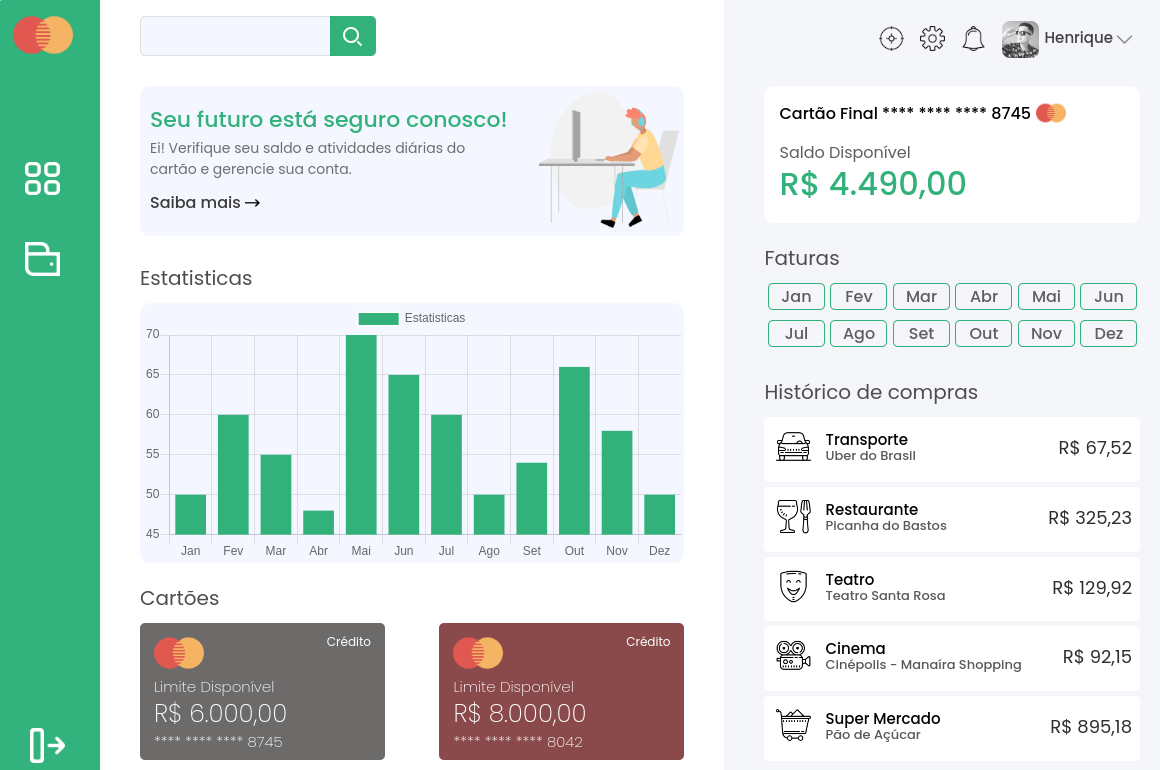 Henrique
Seu futuro está seguro conosco!
Ei! Verifique seu saldo e atividades diárias do
cartão e gerencie sua conta.
Saiba mais →
Estatisticas
Estatisticas
70
65
60
55
50
45
Jan Fev Mar Abr Mai Jun Jul Ago Set Out Nov Dez
Cartões
Crédito
Limite Disponível
R$ 6.000,00
**** **** **** 8745
Crédito
Limite Disponível
R$ 8.000,00
**** **** **** 8042
Cartão Final **** **** **** 8745
Saldo Disponível
R$ 4.490,00
Faturas
Jan Fev Mar Abr Mai Jun
Jul Ago Set Out Nov Dez
Histórico de compras
Transporte
Uber do Brasil
R$ 67,52
Restaurante
Picanha do Bastos
R$ 325,23
Teatro
Teatro Santa Rosa
R$ 129,92
Cinema
Cinépolis - Manaíra Shopping
R$ 92,15
Super Mercado
Pão de Açúcar
R$ 895,18